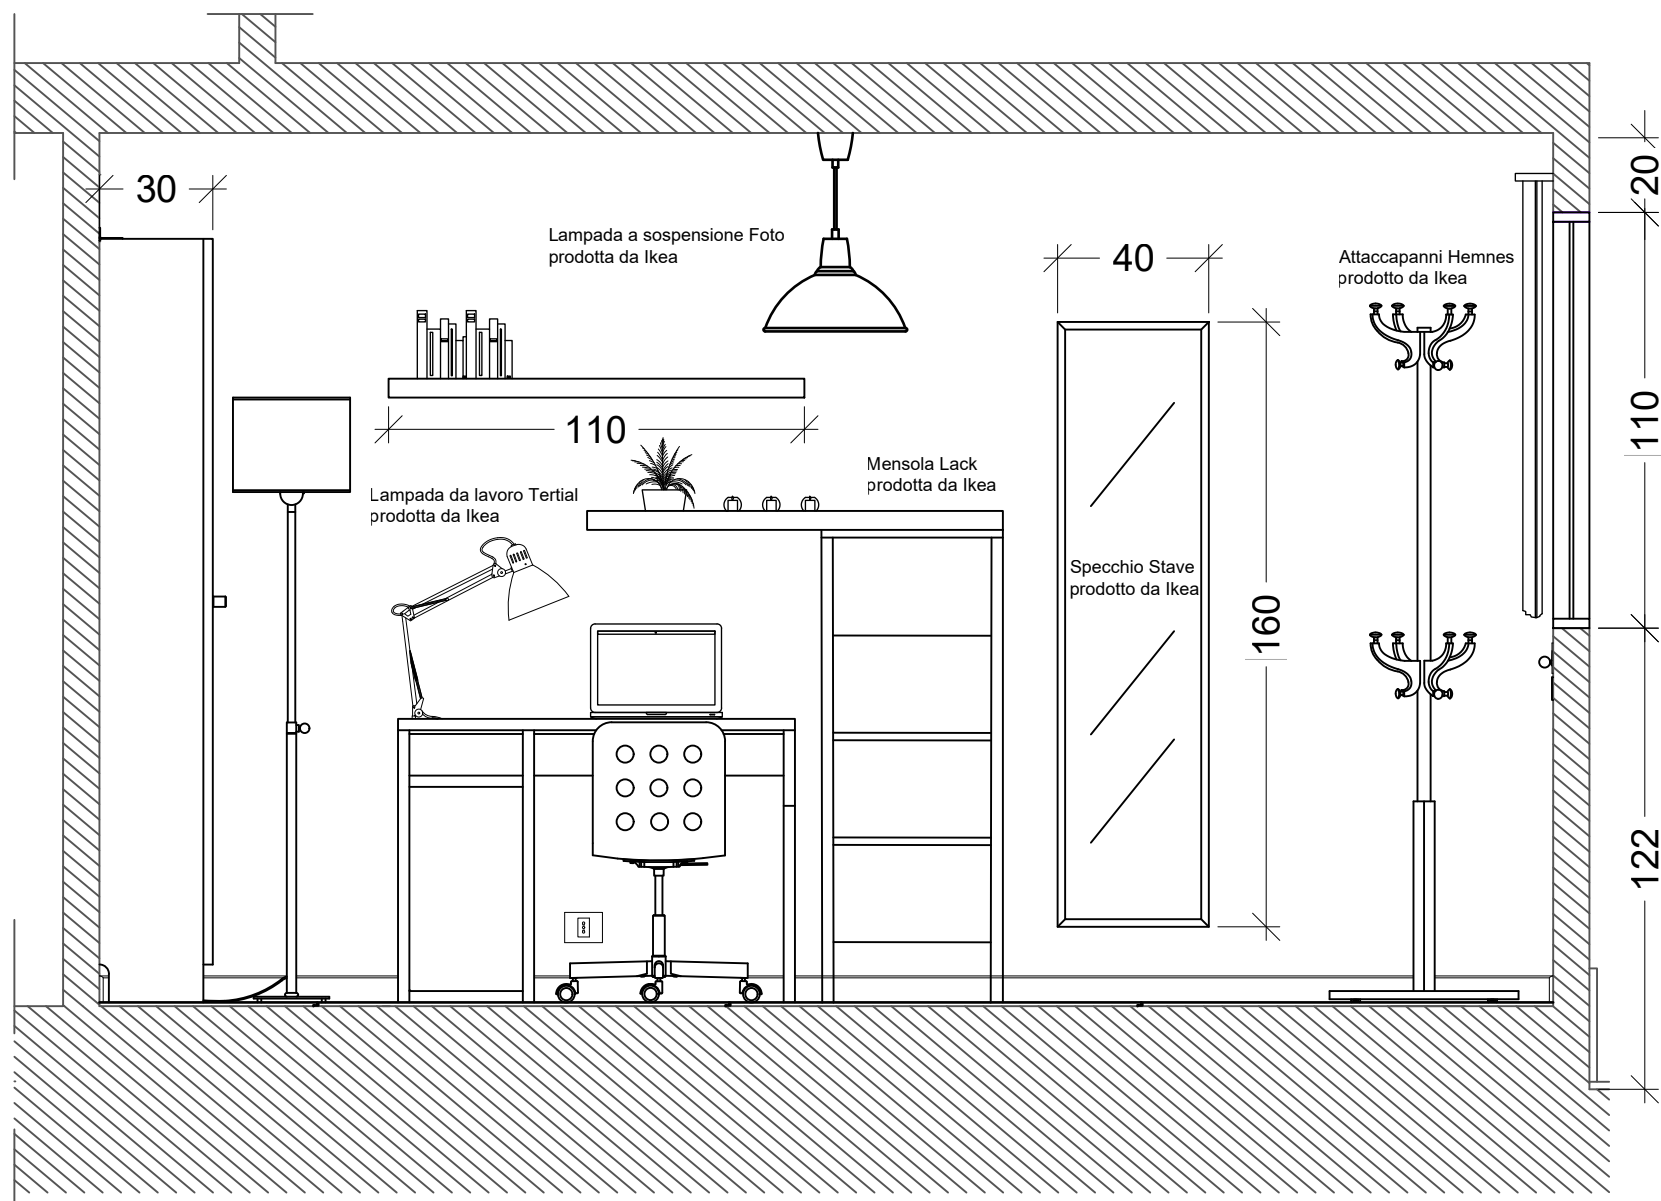 20
30
Lampada a sospensione Foto
prodotta da Ikea
40
Attaccapanni Hemnes
prodotto da Ikea
110
110
Mensola Lack
prodotta da Ikea
Lampada da lavoro Tertial
prodotta da Ikea
Specchio Stave
prodotto da Ikea
160
122